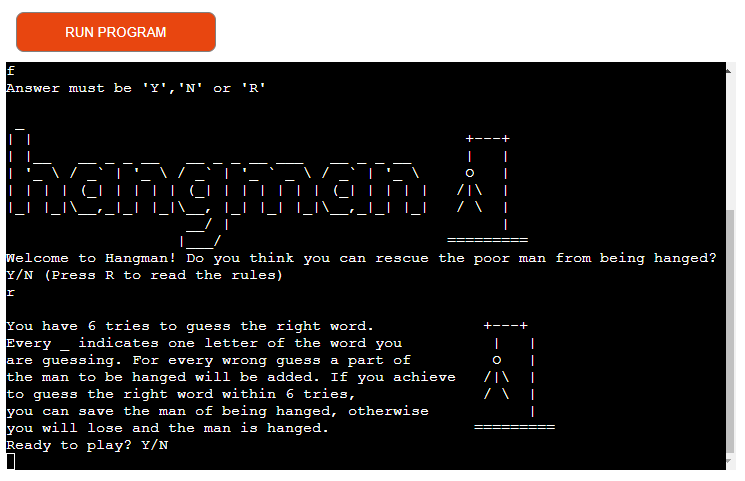 RUN PROGRAM
f
Answer must be 'Y','N' or 'R'
hangman
Welcome to Hangman! Do you think you can rescue the poor man from being hanged?
Y/N (Press R to read the rules)
r
You have 6 tries to guess the right word.
Every _ indicates one letter of the word you
are guessing. For every wrong guess a part of
the man to be hanged will be added. If you achieve
to guess the right word within 6 tries,
you can save the man of being hanged, otherwise
you will lose and the man is hanged.
Ready to play? Y/N